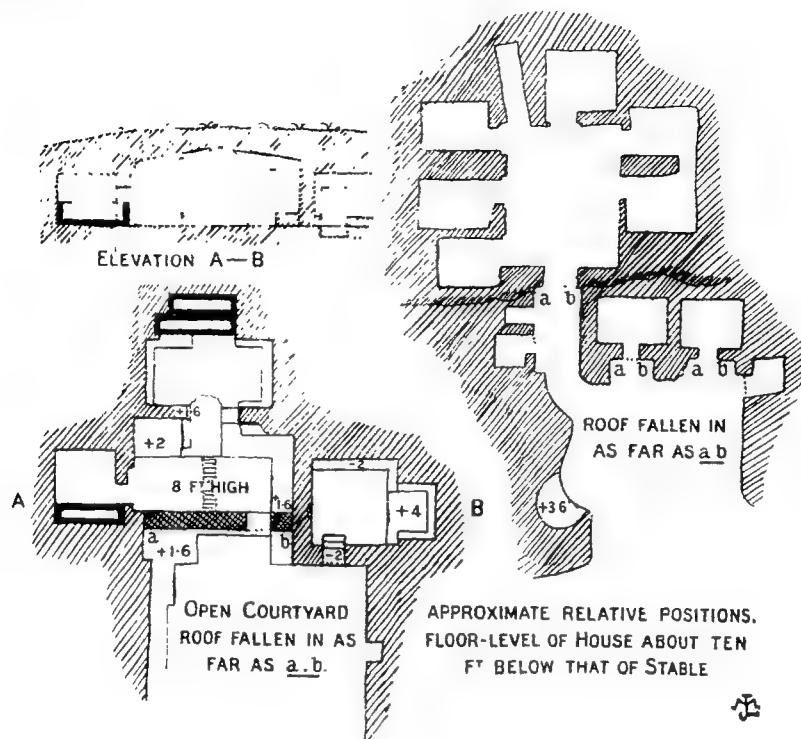 ELEVATION A—B
a b
a b
a b
ROOF FALLEN IN
AS FAR AS ab
+3 6
+1·6
+2
8 FT HIGH
+1·6
-2
+4
A
B
a
b
+1·6
-2
OPEN COURTYARD
ROOF FALLEN IN AS
FAR AS a.b.
APPROXIMATE RELATIVE POSITIONS.
FLOOR-LEVEL OF HOUSE ABOUT TEN
FT BELOW THAT OF STABLE